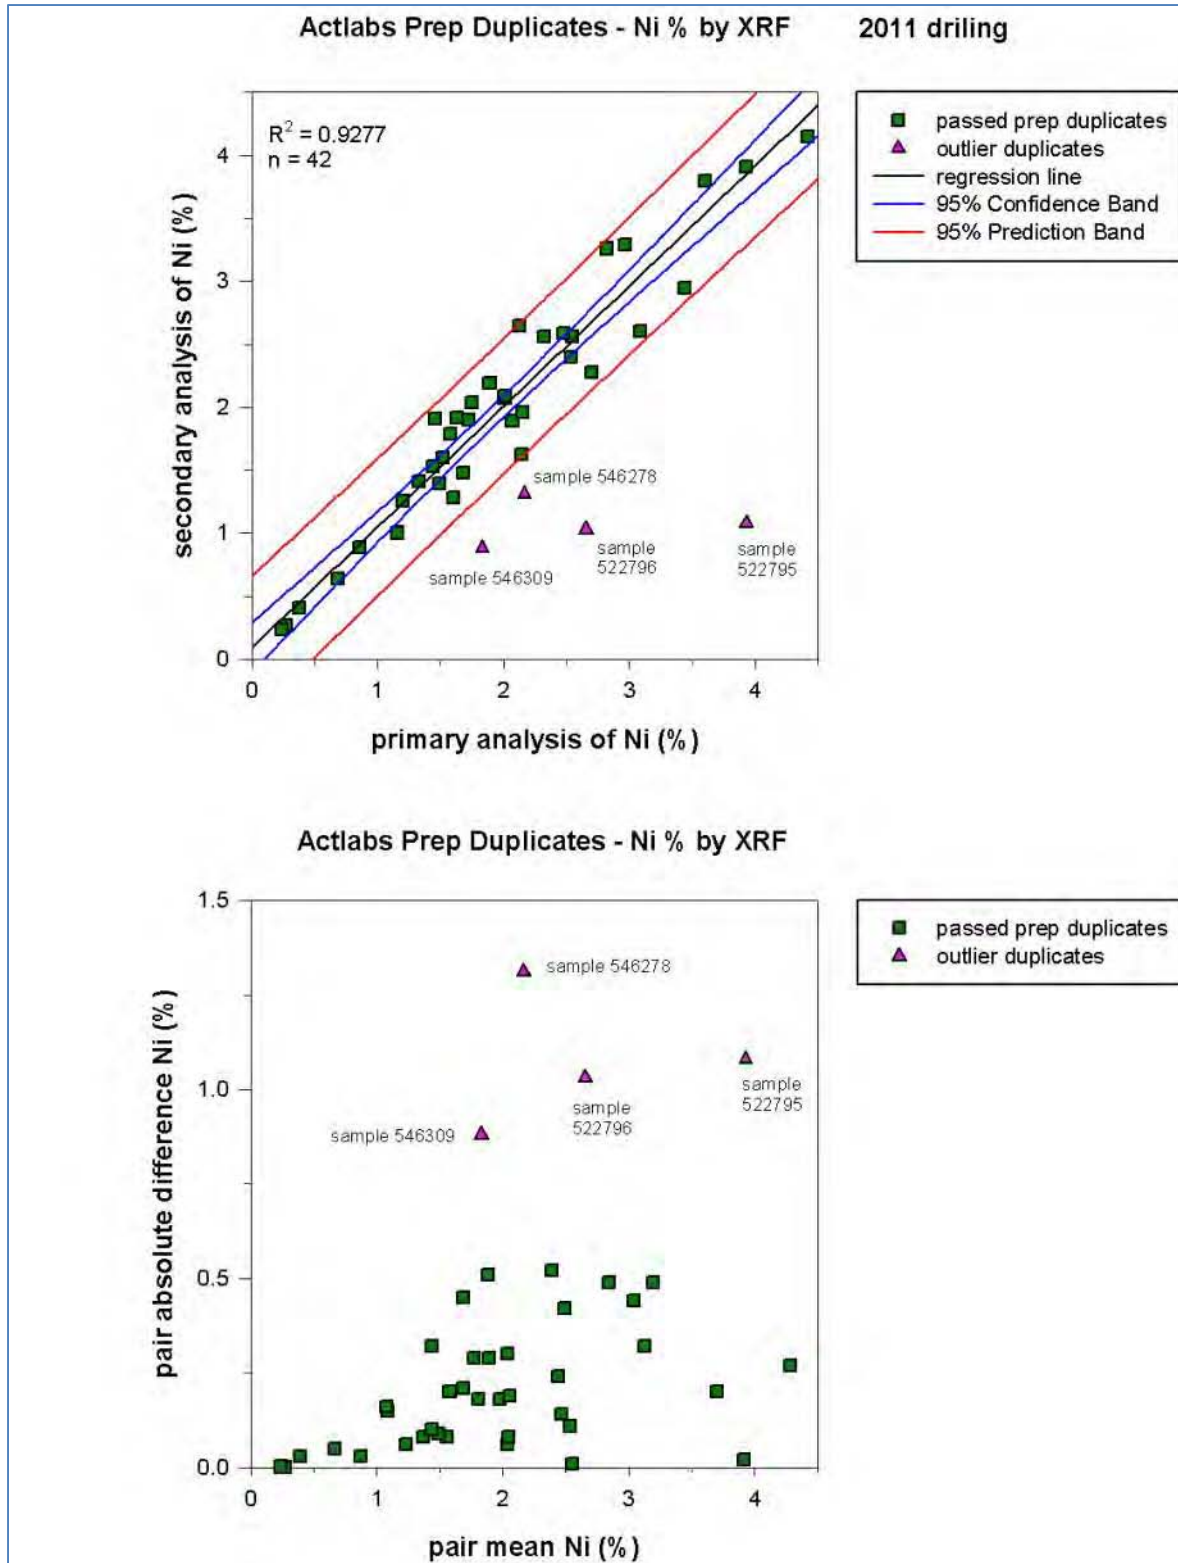 Actlabs Prep Duplicates - Ni % by XRF
2011 driling
R² = 0.9277
n = 42
passed prep duplicates
outlier duplicates
regression line
95% Confidence Band
95% Prediction Band
secondary analysis of Ni (%)
4
3
2
1
0
sample 546278
sample
522796
sample
522795
sample 546309
0 1 2 3 4
primary analysis of Ni (%)
Actlabs Prep Duplicates - Ni % by XRF
passed prep duplicates
outlier duplicates
pair absolute difference Ni (%)
1.5
1.0
0.5
0.0
sample 546278
sample
522795
sample
522796
sample 546309
0 1 2 3 4
pair mean Ni (%)